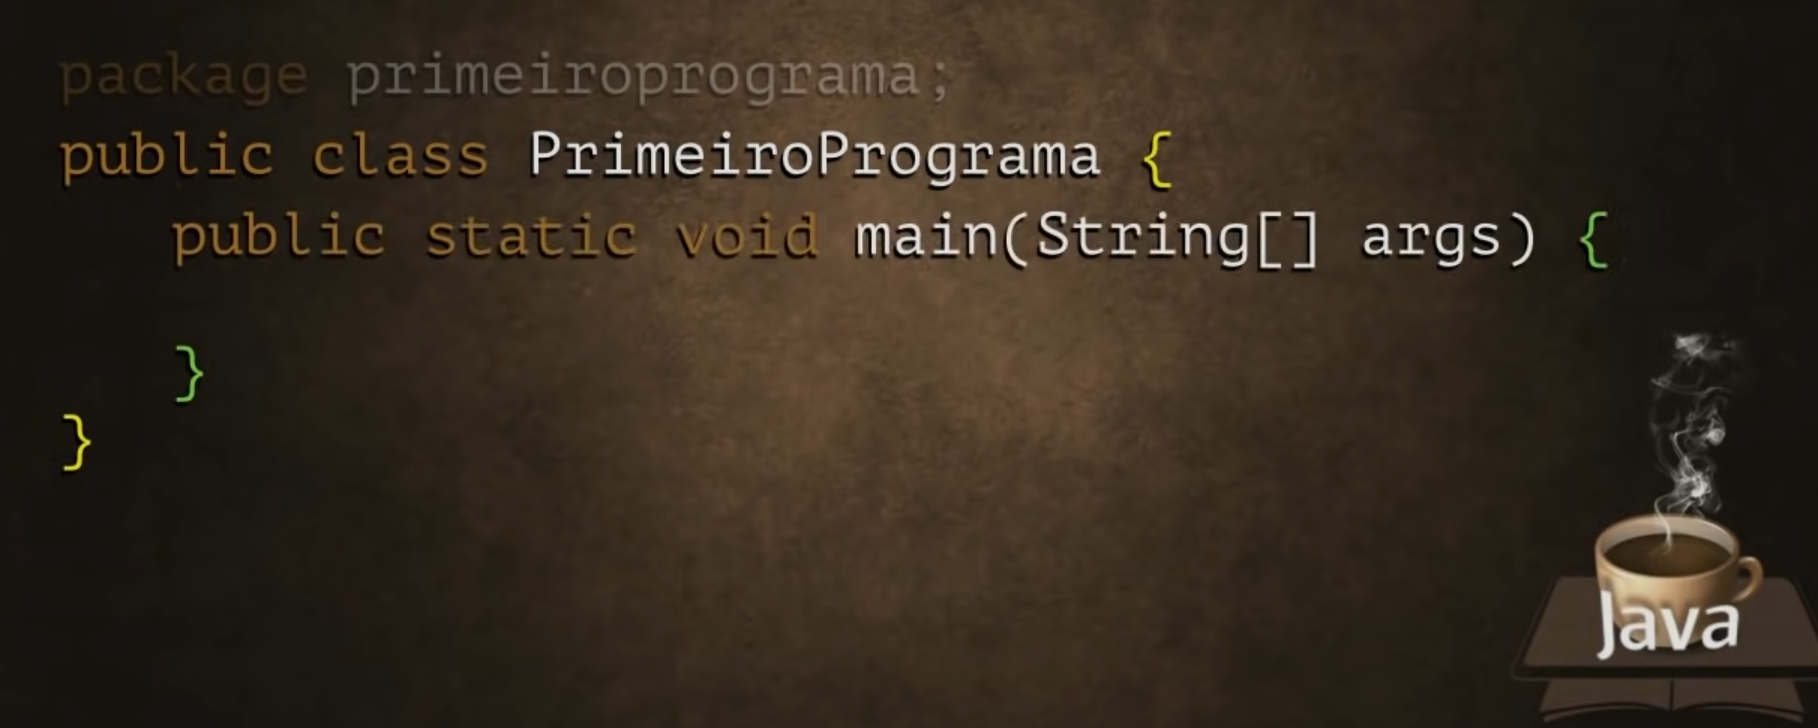 package primeiroprograma;
public class PrimeiroPrograma {
public static void main(String[] args) {
}
}
Java